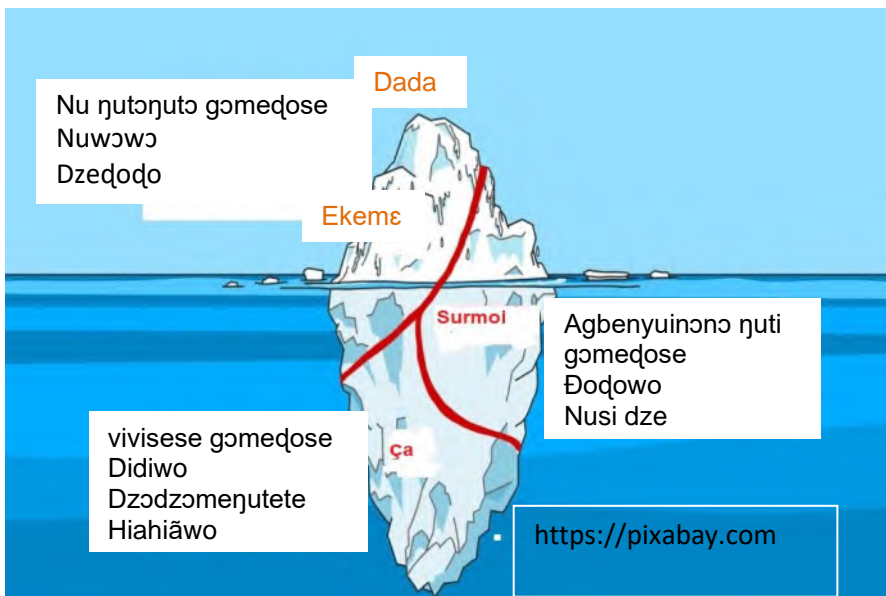 Dada
Nu ŋutɔŋutɔ gɔmeɖose
Nuwɔwɔ
Dzeɖoɖo
Ekemɛ
Surmoi
Agbenyuinɔnɔ ŋuti
gɔmeɖose
Ɖoɖowo
Nusi dze
vivisese gɔmeɖose
Didiwo
Dzɔdzɔmeŋutete
Hiahiãwo
Ça
https://pixabay.com